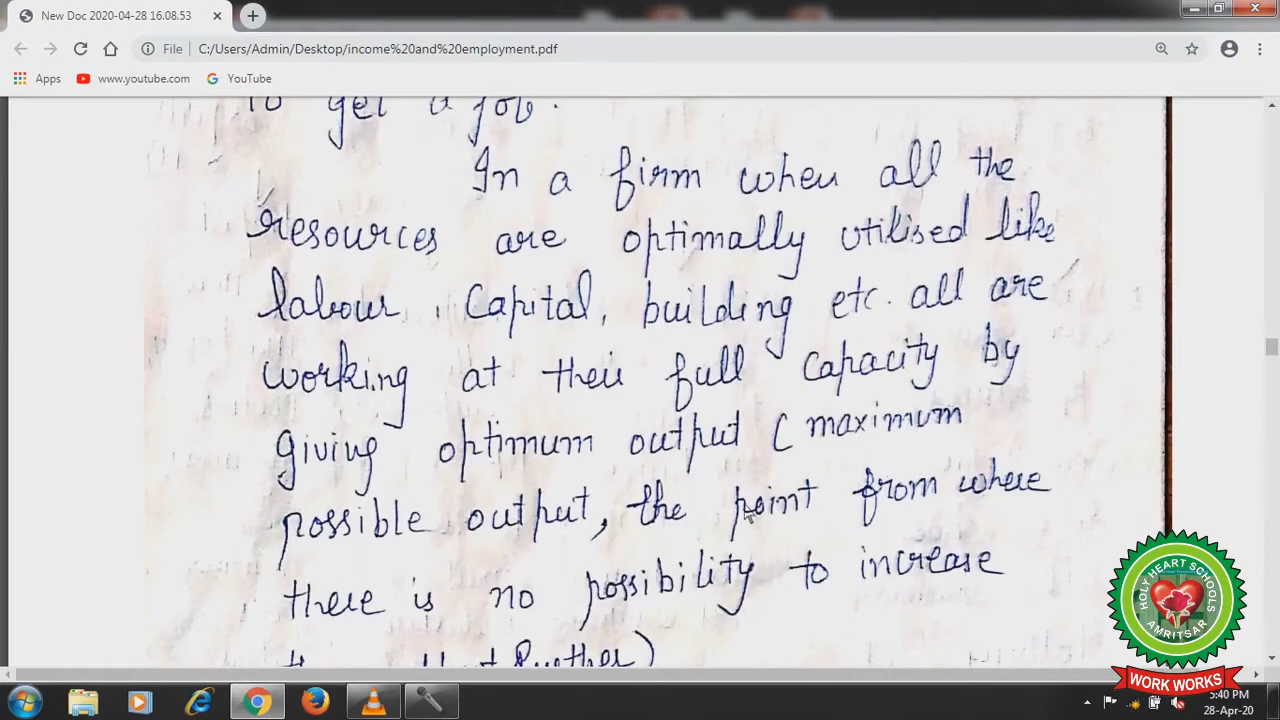 New Doc 2020-04-28 16.08.53
File C:/Users/Admin/Desktop/income%20and%20employment.pdf
Apps www.youtube.com YouTube
to get a job.
In a firm when all the
resources are optimally utilised like
labour, Capital, building etc. all are
working at their full capacity by
giving optimum output (maximum
possible output, the point from where
there is no possibility to increase
further)
HOLY HEART SCHOOLS
AMRITSAR
WORK WORKS
5:40 PM
28-Apr-20